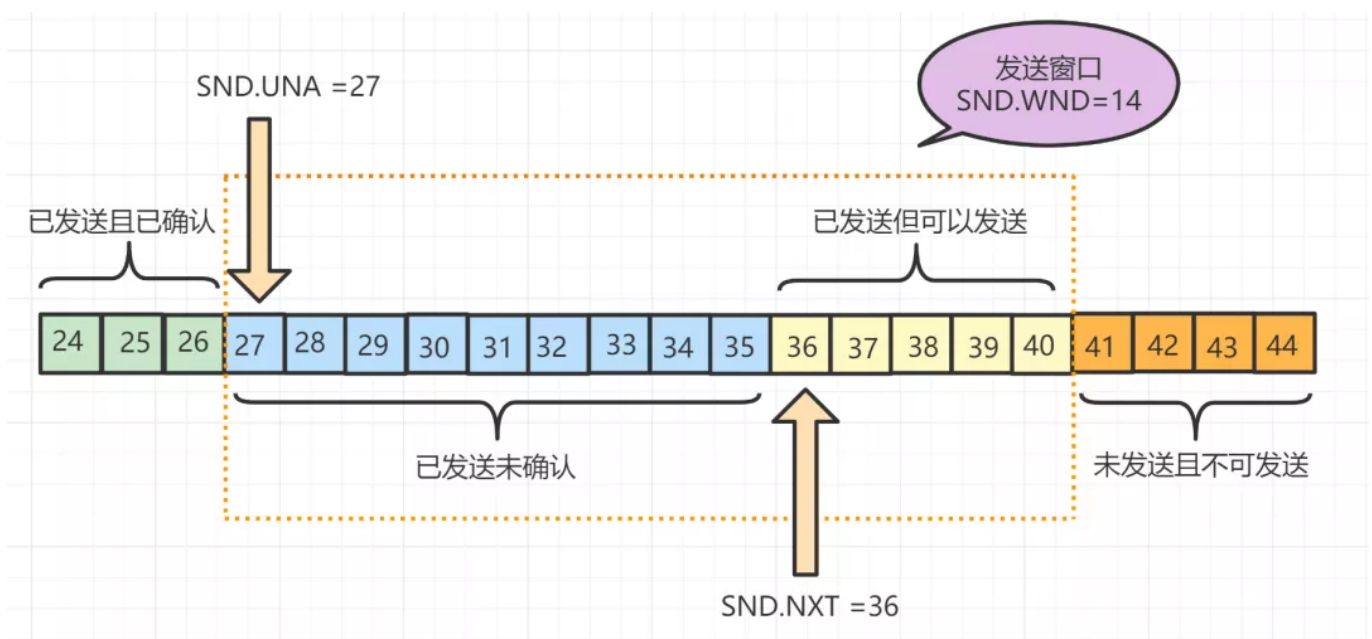 发送窗口
SND.WND=14
SND.UNA =27
已发送且已确认
已发送但可以发送
24 25 26 27 28 29 30 31 32 33 34 35 36 37 38 39 40 41 42 43 44
已发送未确认
未发送且不可发送
SND.NXT =36